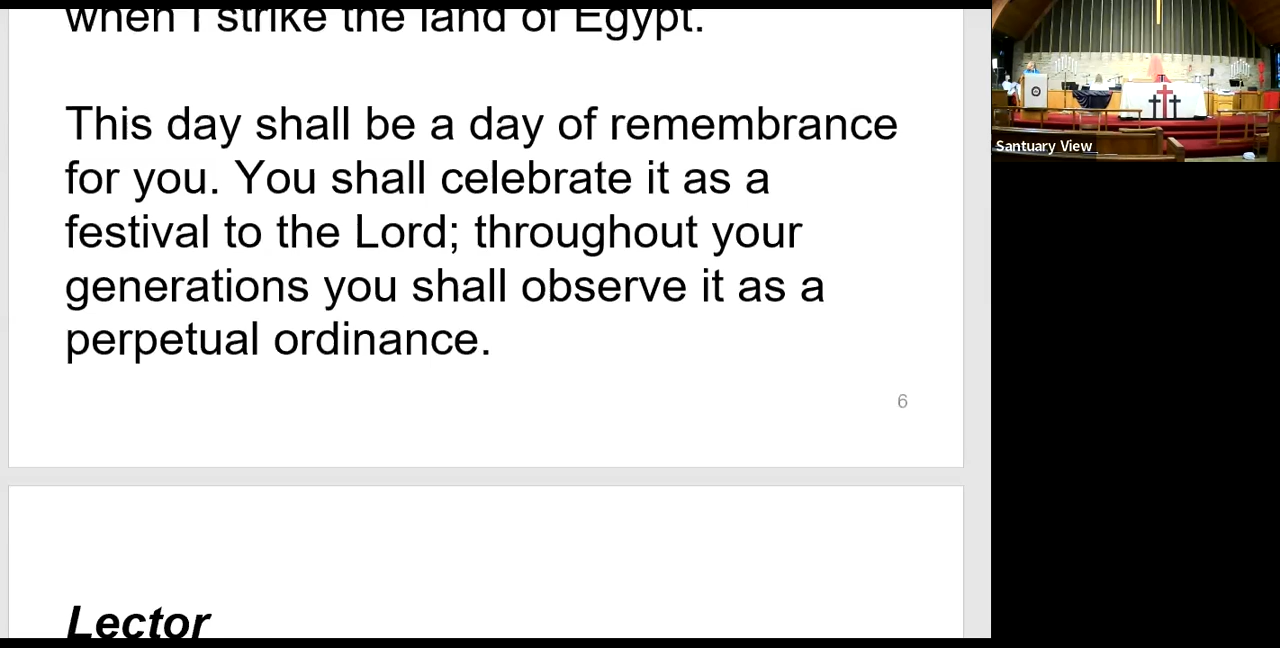 when I strike the land of Egypt.
This day shall be a day of remembrance
for you. You shall celebrate it as a
festival to the Lord; throughout your
generations you shall observe it as a
perpetual ordinance.
6
Lector
Santuary View